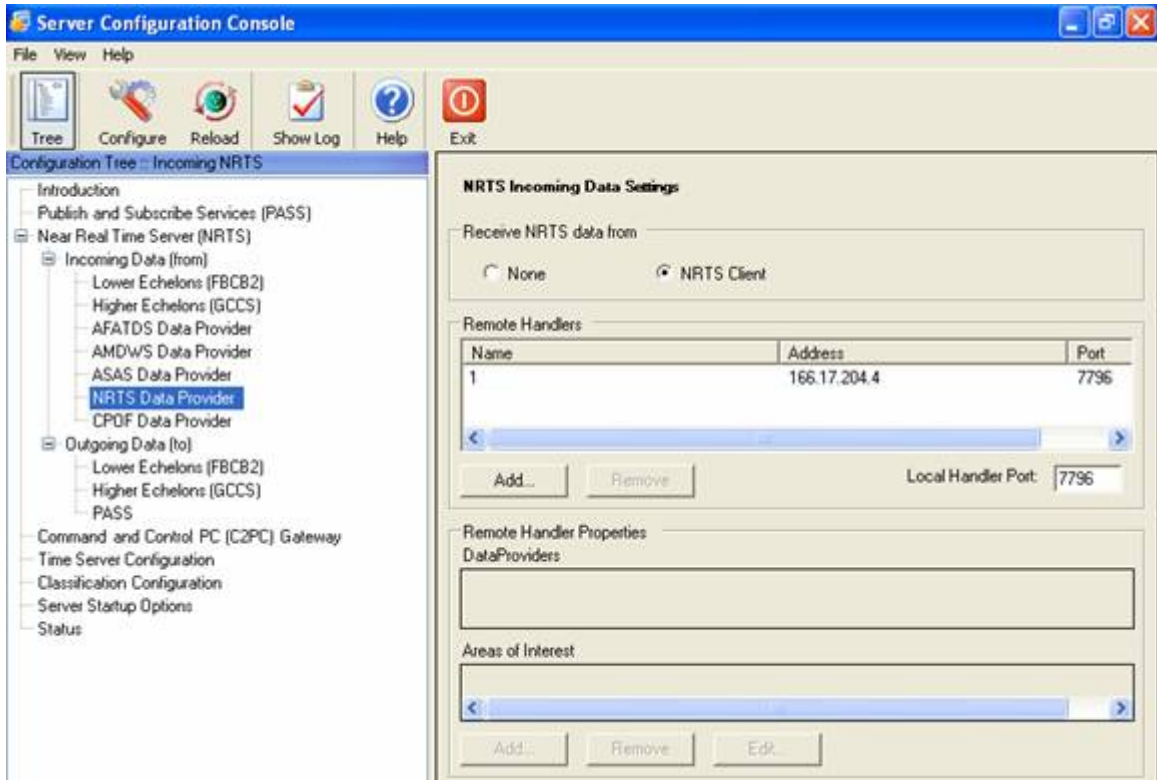 Server Configuration Console
File View Help
Tree Configure Reload Show Log Help Exit
Configuration Tree :: Incoming NRTS
Introduction
Publish and Subscribe Services (PASS)
Near Real Time Server (NRTS)
Incoming Data (from)
Lower Echelons (FBCB2)
Higher Echelons (GCCS)
AFATDS Data Provider
AMDWS Data Provider
ASAS Data Provider
NRTS Data Provider
CPOF Data Provider
Outgoing Data (to)
Lower Echelons (FBCB2)
Higher Echelons (GCCS)
PASS
Command and Control PC (C2PC) Gateway
Time Server Configuration
Classification Configuration
Server Startup Options
Status
NRTS Incoming Data Settings
Receive NRTS data from
None NRTS Client
Remote Handlers
Name Address Port
1 166.17.204.4 7796
Add... Remove Local Handler Port: 7796
Remote Handler Properties
DataProviders
Areas of Interest
Add... Remove Edit...